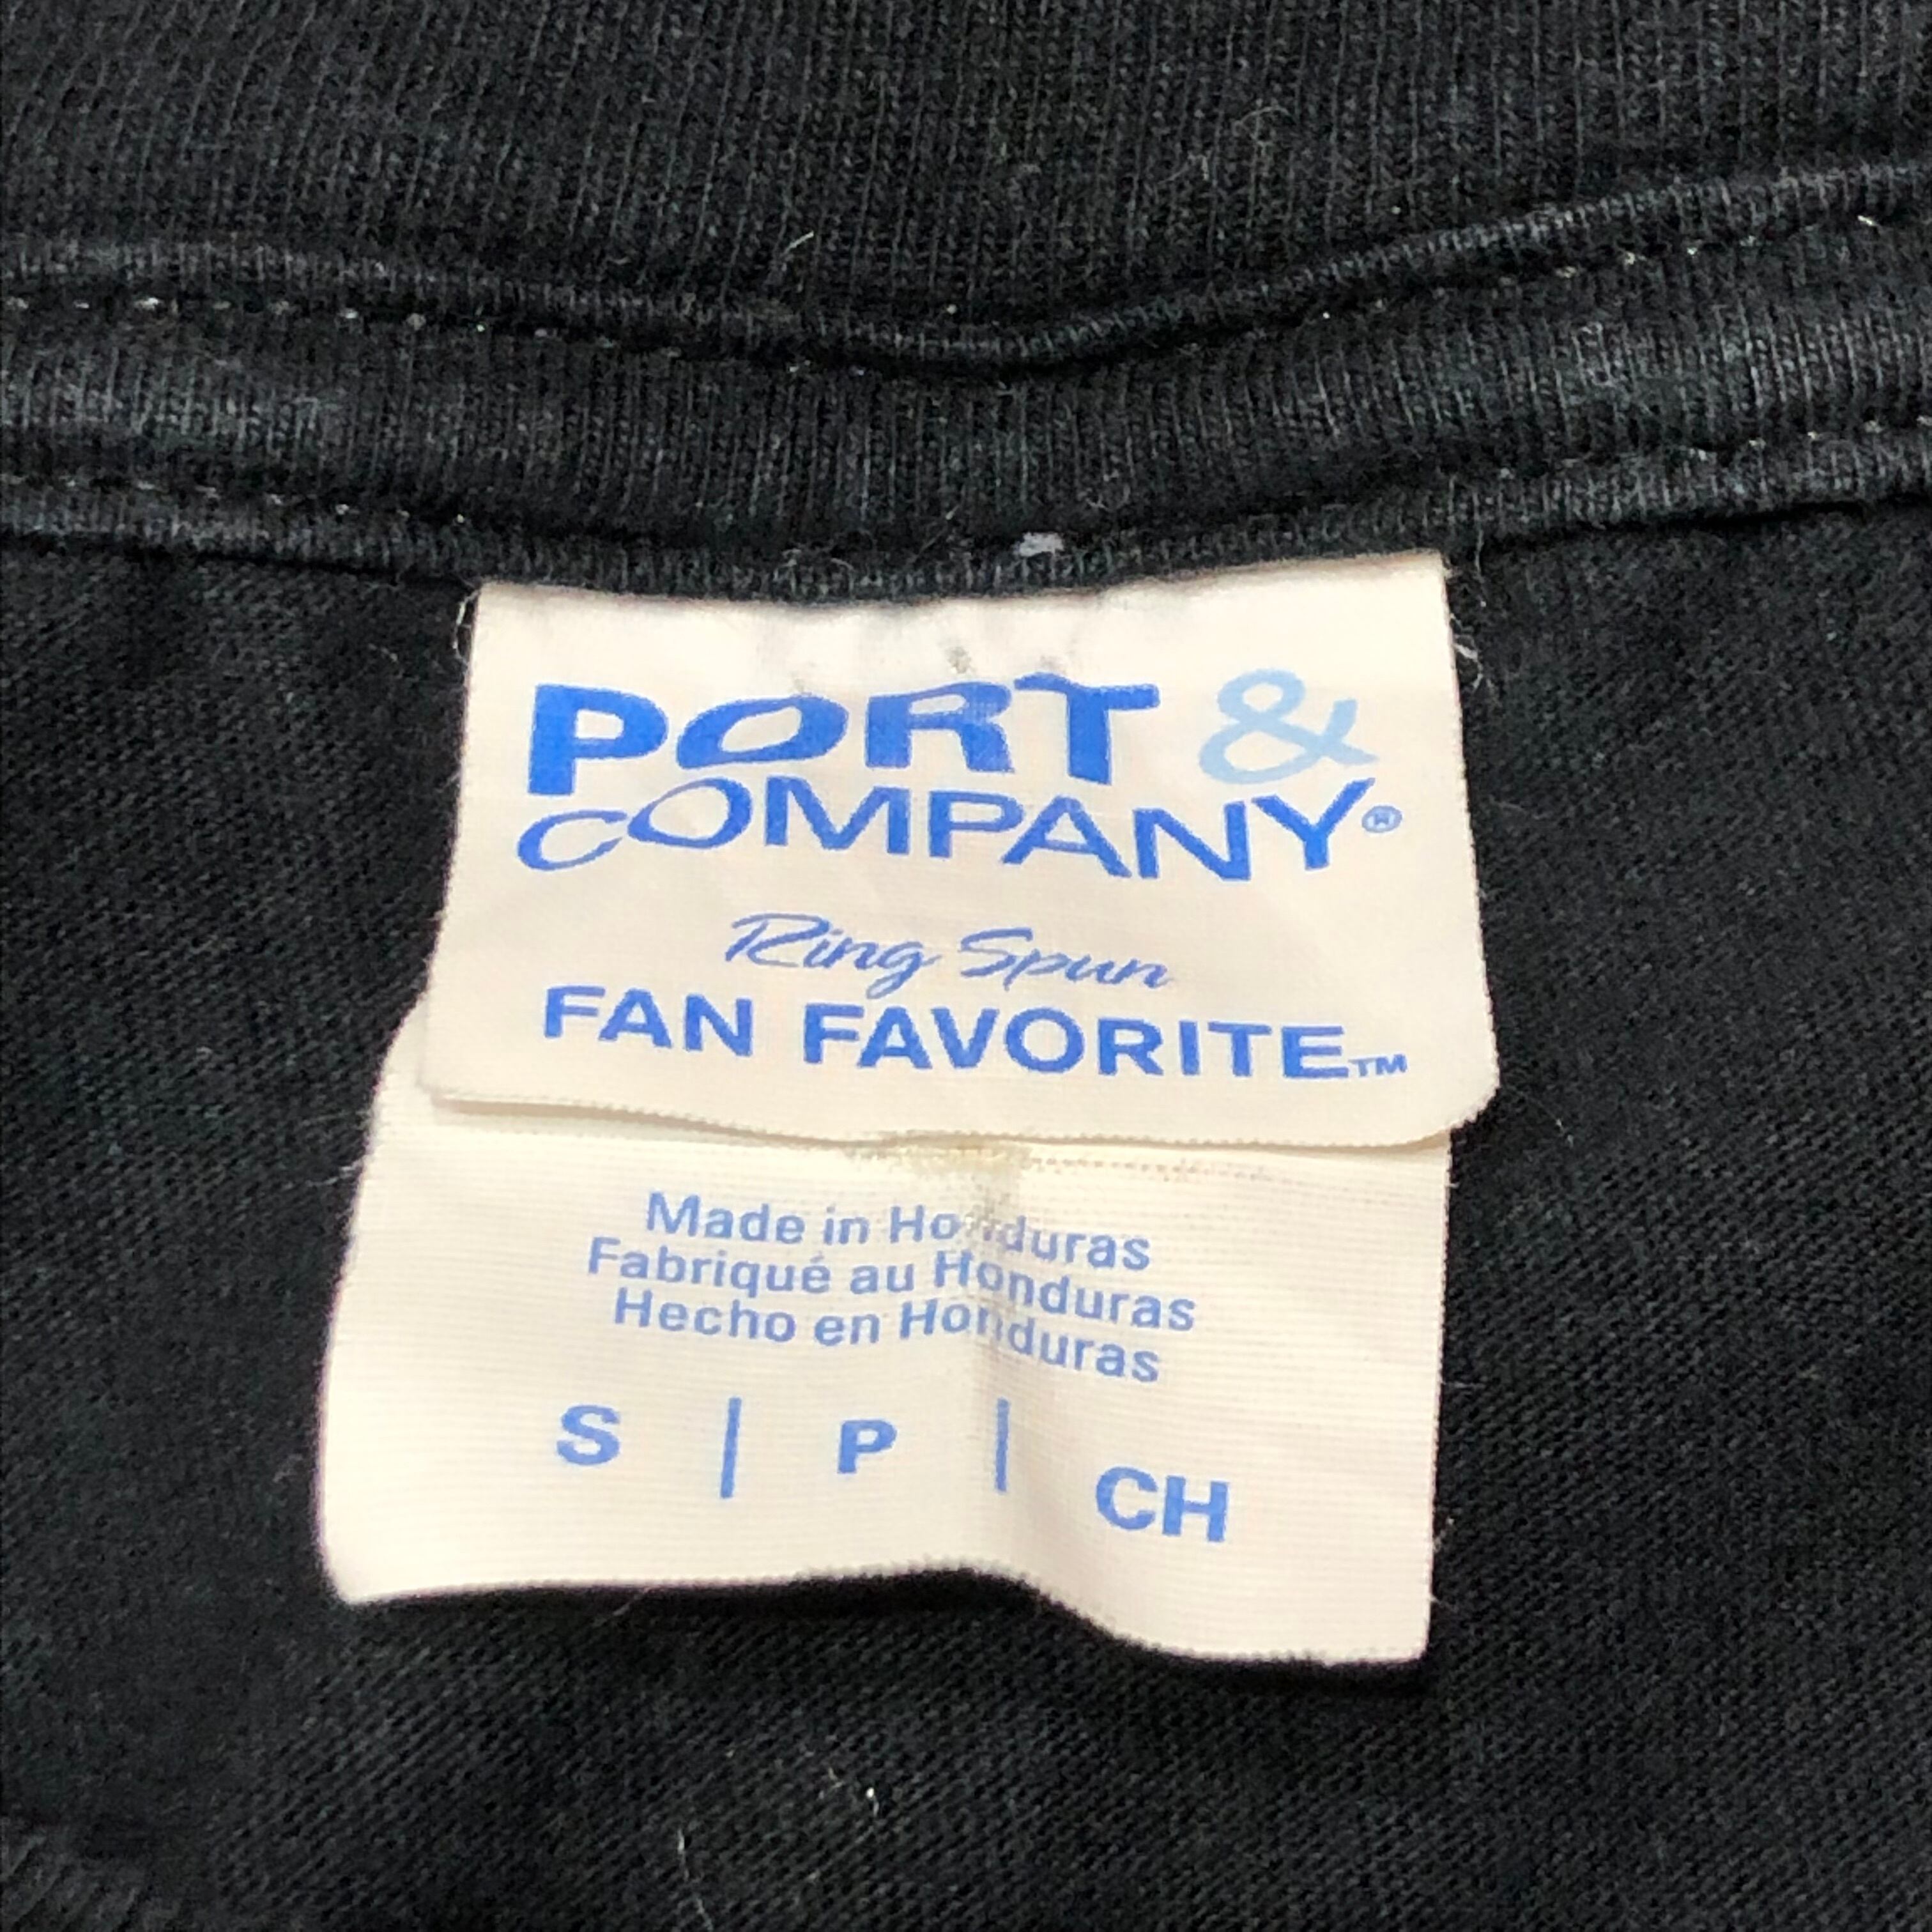 PORT &
COMPANY®
Ring Spun
FAN FAVORITE™
Made in Honduras
Fabriqué au Honduras
Hecho en Honduras
S | P | CH